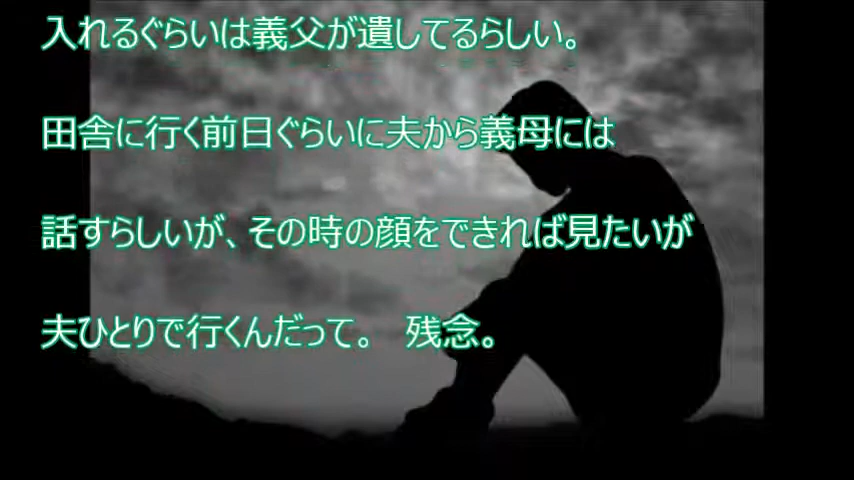 入れるぐらいは義父が遺してるらしい。
田舎に行く前日ぐらいに夫から義母には
話すらしいが、その時の顔をできれば見たいが
夫ひとりで行くんだって。　残念。